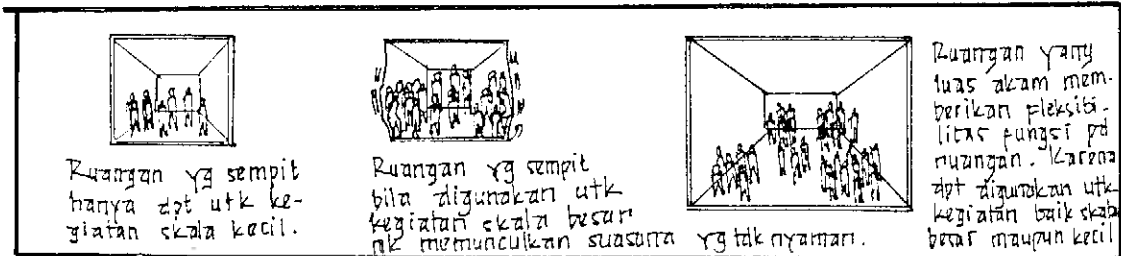 Ruangan yg sempit
hanya dpt utk ke-
giatan skala kecil.
Ruangan yg sempit
bila digunakan utk
kegiatan skala besar
ak memunculkan suasana yg tdk nyaman.
Ruangan yang
luas akam mem-
berikan fleksibi-
litas fungsi pd
ruangan. Karena
dpt digunakan utk
kegiatan baik skala
besar maupun kecil